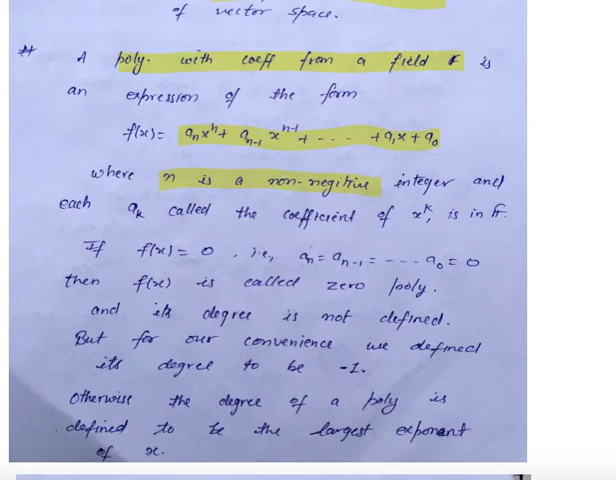 of vector space.
# A poly. with coeff from a field F is
an expression of the form
f(x) = aₙxⁿ + aₙ₋₁ xⁿ⁻¹ + --- + a₁x + a₀
where n is a non-negitive integer and
each aₖ called the coefficient of xᵏ, is in F.
If f(x) = 0 , i.e, aₙ = aₙ₋₁ = --- a₀ = 0
then f(x) is called zero poly.
and its degree is not defined.
But for our convenience we defined
its degree to be -1.
Otherwise the degree of a poly is
defined to be the largest exponent
of x.